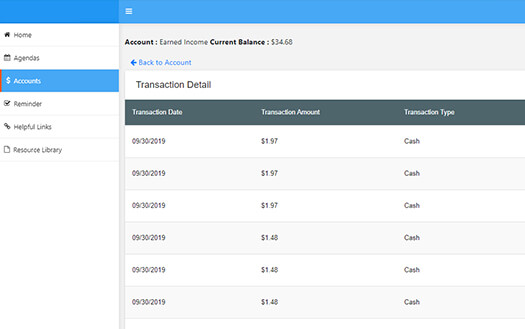 Home
Agendas
Accounts
Reminder
Helpful Links
Resource Library
Account : Earned Income Current Balance : $34.68
Back to Account
Transaction Detail
Transaction Date Transaction Amount Transaction Type
09/30/2019 $1.97 Cash
09/30/2019 $1.97 Cash
09/30/2019 $1.97 Cash
09/30/2019 $1.48 Cash
09/30/2019 $1.48 Cash
09/30/2019 $1.48 Cash